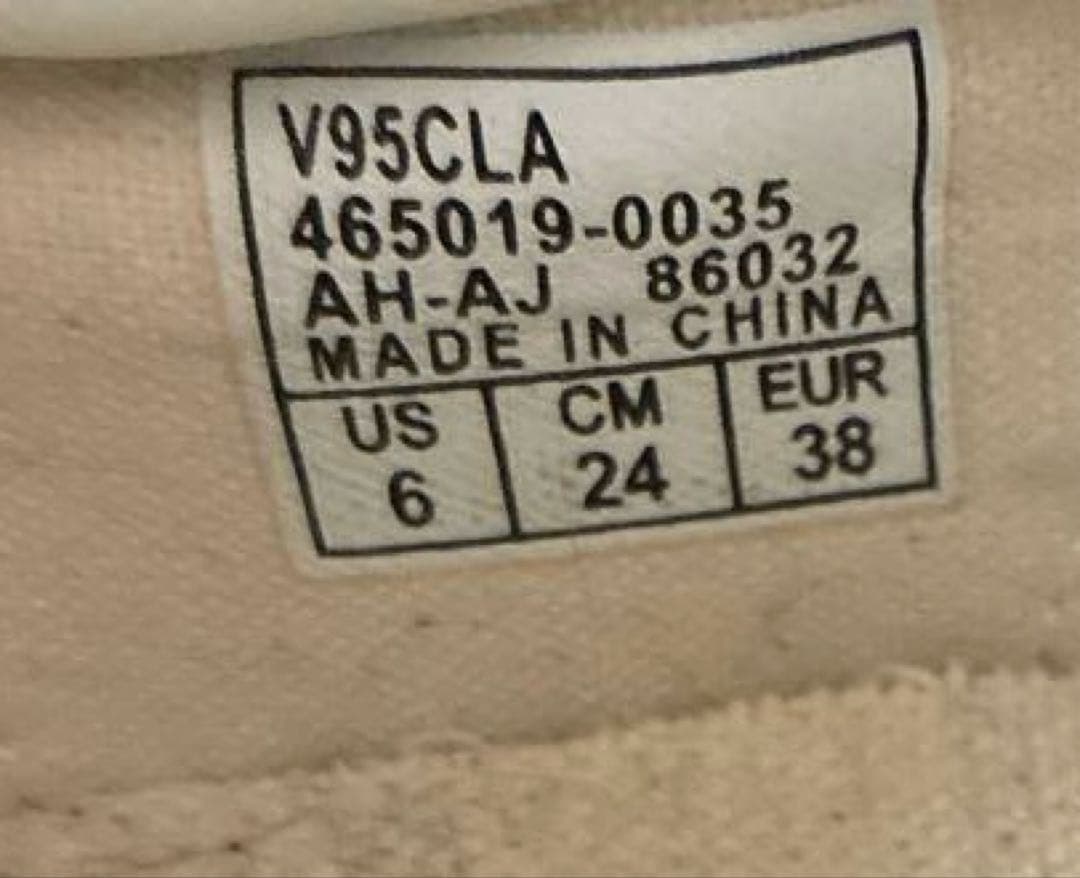 V95CLA
465019-0035
AH-AJ 86032
MADE IN CHINA
US CM EUR
6 24 38